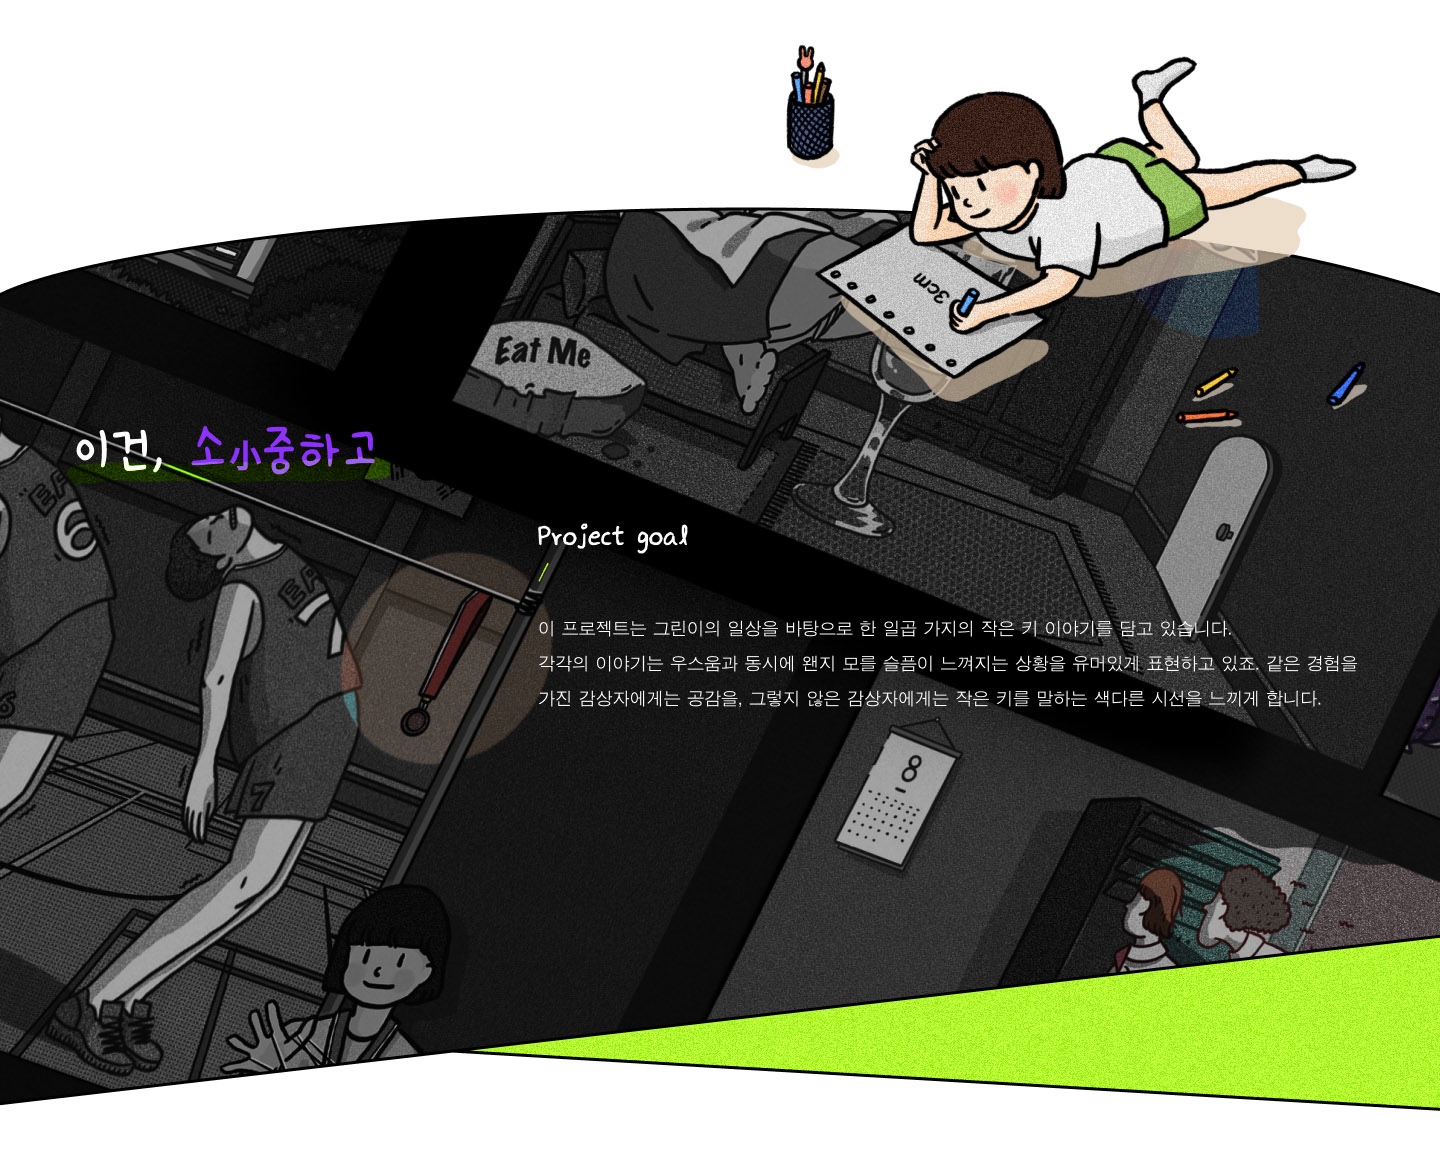 3cm
Eat Me
이건, 소小중하고
6
Project goal
이 프로젝트는 그린이의 일상을 바탕으로 한 일곱 가지의 작은 키 이야기를 담고 있습니다.
각각의 이야기는 우스움과 동시에 왠지 모를 슬픔이 느껴지는 상황을 유머있게 표현하고 있죠. 같은 경험을
가진 감상자에게는 공감을, 그렇지 않은 감상자에게는 작은 키를 말하는 색다른 시선을 느끼게 합니다.
8
7